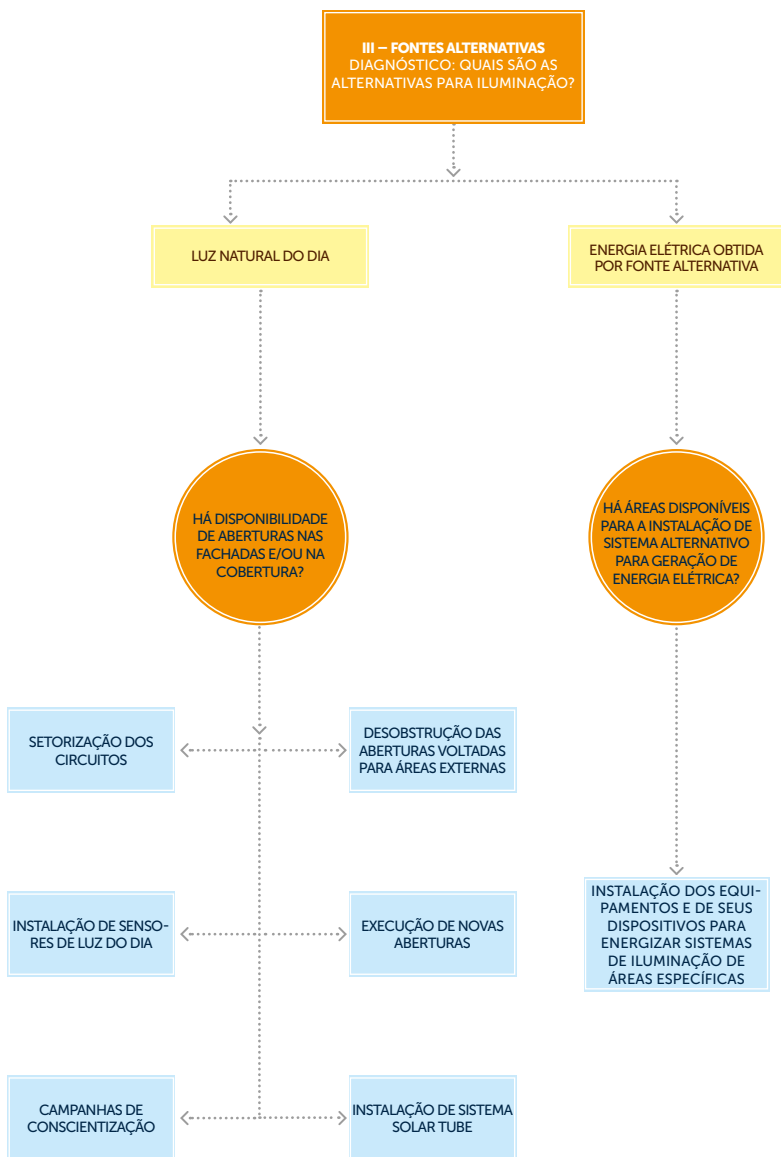 III – FONTES ALTERNATIVAS
DIAGNÓSTICO: QUAIS SÃO AS
ALTERNATIVAS PARA ILUMINAÇÃO?
LUZ NATURAL DO DIA
ENERGIA ELÉTRICA OBTIDA
POR FONTE ALTERNATIVA
HÁ DISPONIBILIDADE
DE ABERTURAS NAS
FACHADAS E/OU NA
COBERTURA?
HÁ ÁREAS DISPONÍVEIS
PARA A INSTALAÇÃO DE
SISTEMA ALTERNATIVO
PARA GERAÇÃO DE
ENERGIA ELÉTRICA?
SETORIZAÇÃO DOS
CIRCUITOS
DESOBSTRUÇÃO DAS
ABERTURAS VOLTADAS
PARA ÁREAS EXTERNAS
INSTALAÇÃO DE SENSO-
RES DE LUZ DO DIA
EXECUÇÃO DE NOVAS
ABERTURAS
INSTALAÇÃO DOS EQUI-
PAMENTOS E DE SEUS
DISPOSITIVOS PARA
ENERGIZAR SISTEMAS
DE ILUMINAÇÃO DE
ÁREAS ESPECÍFICAS
CAMPANHAS DE
CONSCIENTIZAÇÃO
INSTALAÇÃO DE SISTEMA
SOLAR TUBE